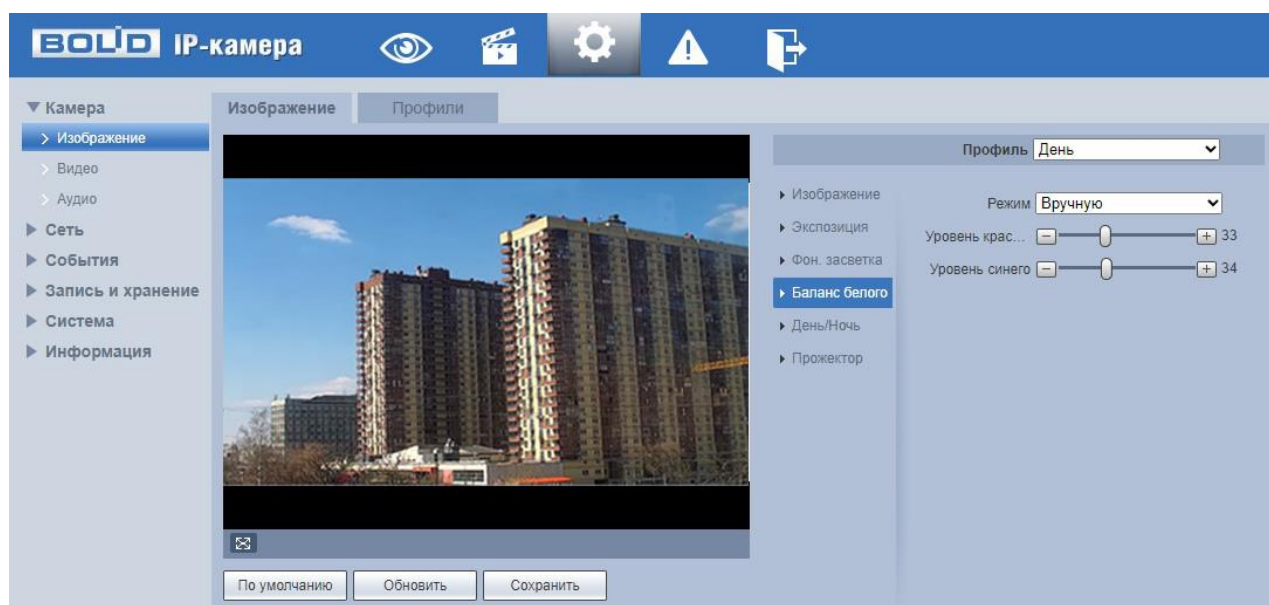 BOLID IP-камера
Камера
Изображение
Видео
Аудио
Сеть
События
Запись и хранение
Система
Информация
Изображение Профили
По умолчанию Обновить Сохранить
Профиль День
Изображение
Экспозиция
Фон. засветка
Баланс белого
День/Ночь
Прожектор
Режим Вручную
Уровень крас... 33
Уровень синего 34